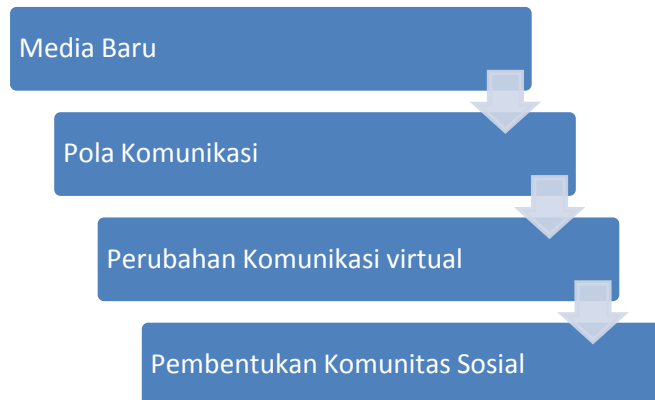 Media Baru
Pola Komunikasi
Perubahan Komunikasi virtual
Pembentukan Komunitas Sosial